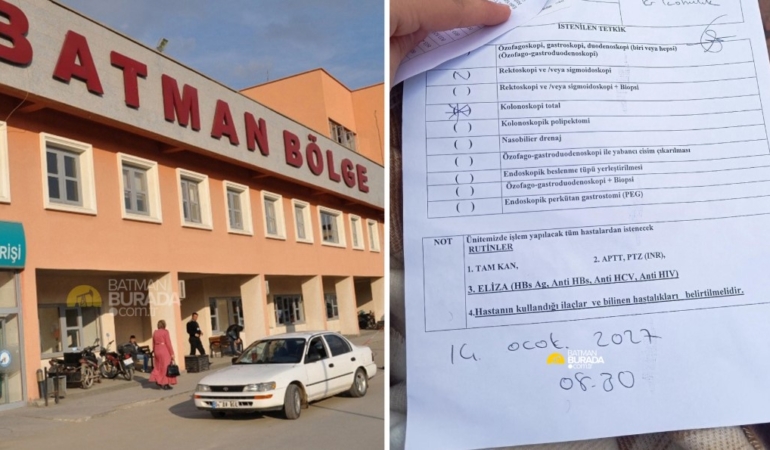 BATMAN BÖLGE
RİŞİ
BATMAN
BURADA
.com.tr
İSTENİLEN TETKİK
Özofagoskopi, gastroskopi, duodenoskopi (biri veya hepsi)
(Özofago-gastroduodenoskopi)
Rektoskopi ve /veya sigmoidoskopi
( ) Rektoskopi ve /veya sigmoidoskopi + Biopsi
Kolonoskopi total
( ) Kolonoskopik polipektomi
( ) Nasobilier drenaj
( ) Özofago-gastroduodenoskopi ile yabancı cisim çıkarılması
( ) Endoskopik beslenme tüpü yerleştirilmesi
( ) Özofago-gastroduodenoskopi + Biopsi
( ) Endoskopik perkütan gastrostomi (PEG)
NOT
Ünitemizde işlem yapılacak tüm hastalardan istenecek
RUTİNLER
1. TAM KAN, 2. APTT, PTZ (INR),
3. ELİZA (HBs Ag, Anti HBs, Anti HCV, Anti HIV)
4.Hastanın kullandığı ilaçlar ve bilinen hastalıkları belirtilmelidir.
14. ocak. 2027
BATMAN
BURADA
.com.tr
08.30